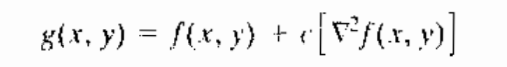 g(x, y) = f(x, y) + c[∇²f(x, y)]